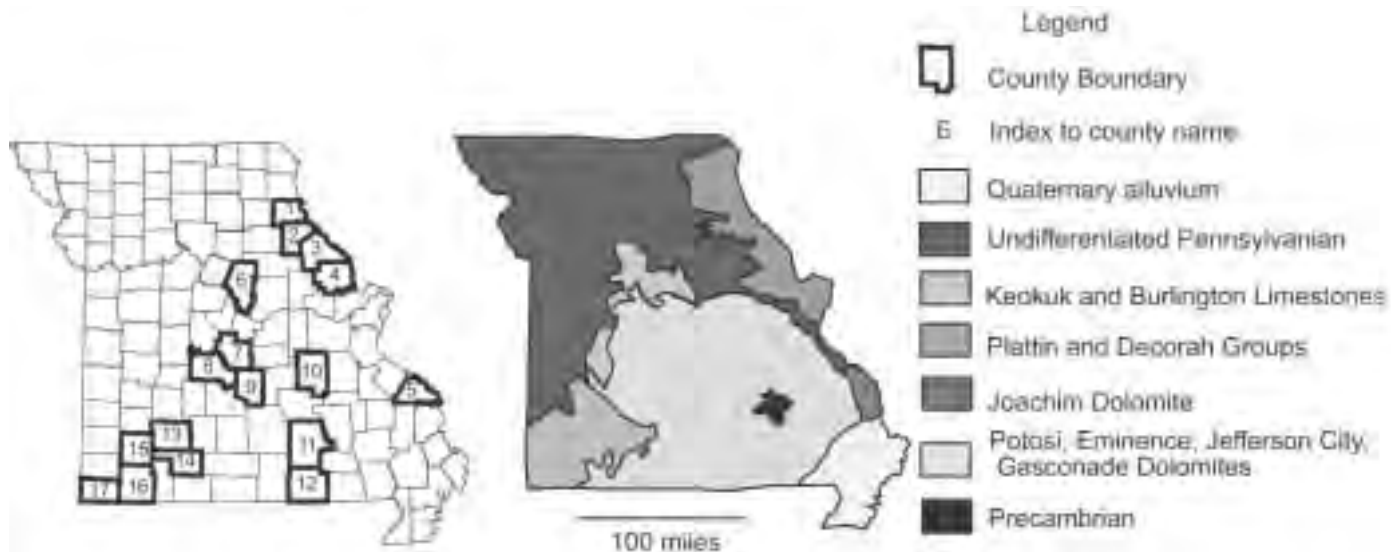 Legend
County Boundary
6 Index to county name
Quaternary alluvium
Undifferentiated Pennsylvanian
Keokuk and Burlington Limestones
Plattin and Decorah Groups
Joachim Dolomite
Potosi, Eminence, Jefferson City,
Gasconade Dolomites
Precambrian
1
2
3
4
6
7
8
9
10
5
13
11
15
14
17
16
12
100 miles